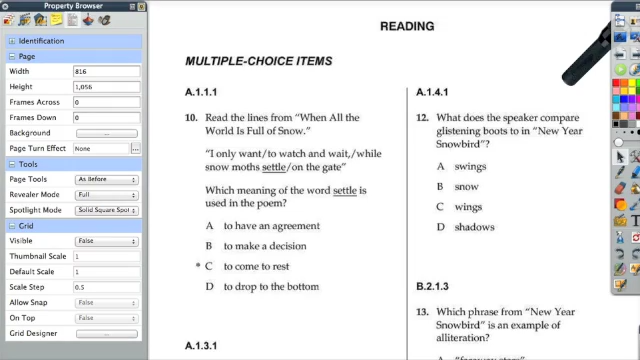 Property Browser
Identification
Page
Width 816
Height 1,056
Frames Across 0
Frames Down 0
Background ...
Page Turn Effect None ...
Tools
Page Tools As Before
Revealer Mode Full
Spotlight Mode Solid Square Spot
Grid
Visible False
Thumbnail Scale 1
Default Scale 1
Scale Step 0.5
Allow Snap False
On Top False
Grid Designer ...
READING
MULTIPLE-CHOICE ITEMS
A.1.1.1
10. Read the lines from “When All the
World Is Full of Snow.”
“I only want/to watch and wait,/while
snow moths settle/on the gate”
Which meaning of the word settle is
used in the poem?
A to have an agreement
B to make a decision
* C to come to rest
D to drop to the bottom
A.1.3.1
A.1.4.1
12. What does the speaker compare
glistening boots to in “New Year
Snowbird”?
A swings
B snow
C wings
D shadows
B.2.1.3
13. Which phrase from “New Year
Snowbird” is an example of
alliteration?